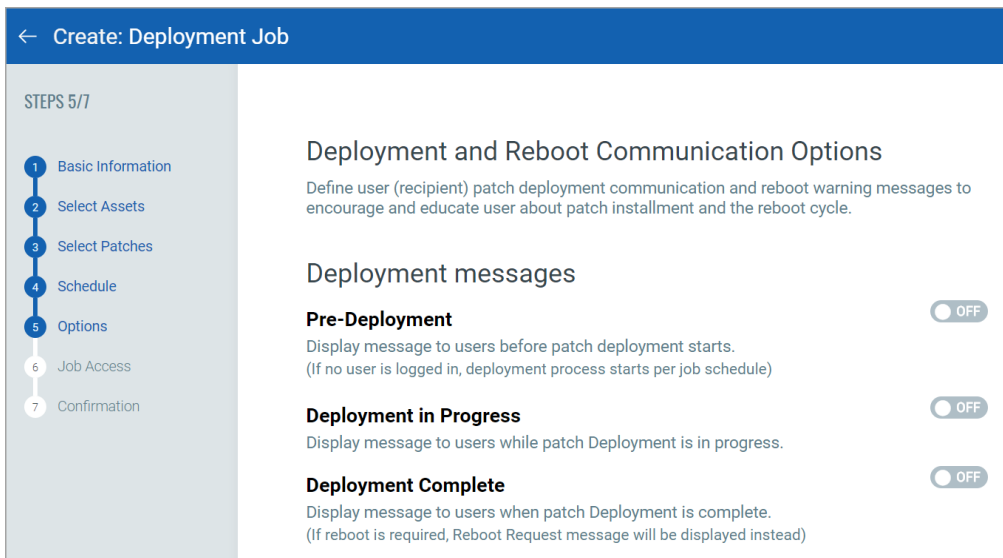 ← Create: Deployment Job
STEPS 5/7
1 Basic Information
2 Select Assets
3 Select Patches
4 Schedule
5 Options
6 Job Access
7 Confirmation
Deployment and Reboot Communication Options
Define user (recipient) patch deployment communication and reboot warning messages to
encourage and educate user about patch installment and the reboot cycle.
Deployment messages
Pre-Deployment OFF
Display message to users before patch deployment starts.
(If no user is logged in, deployment process starts per job schedule)
Deployment in Progress OFF
Display message to users while patch Deployment is in progress.
Deployment Complete OFF
Display message to users when patch Deployment is complete.
(If reboot is required, Reboot Request message will be displayed instead)